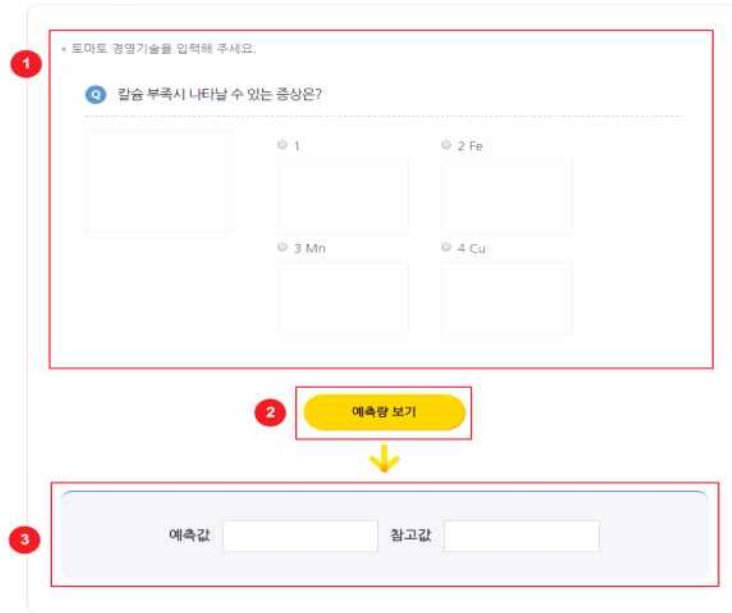 • 토마토 경영기술을 입력해 주세요.
1
Q 칼슘 부족시 나타날 수 있는 증상은?
1
2 Fe
3 Mn
4 Cu
2 예측량 보기
3 예측값 참고값